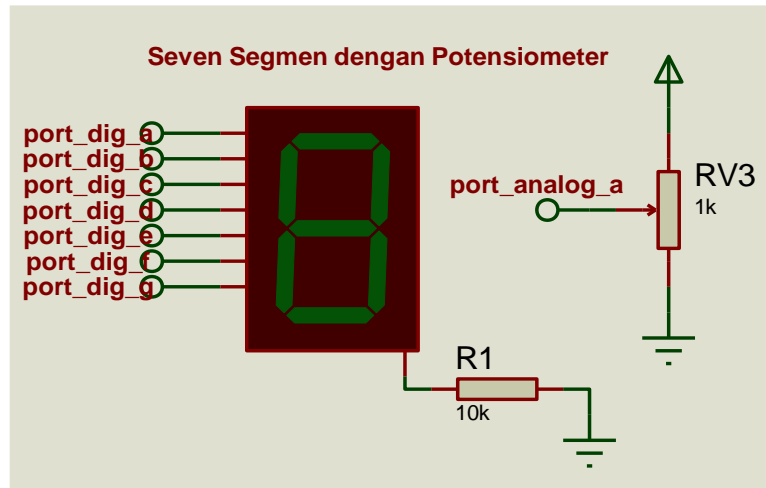 Seven Segmen dengan Potensiometer
port_dig_a
port_dig_b
port_dig_c
port_dig_d
port_dig_e
port_dig_f
port_dig_g
port_analog_a
RV3
1k
R1
10k